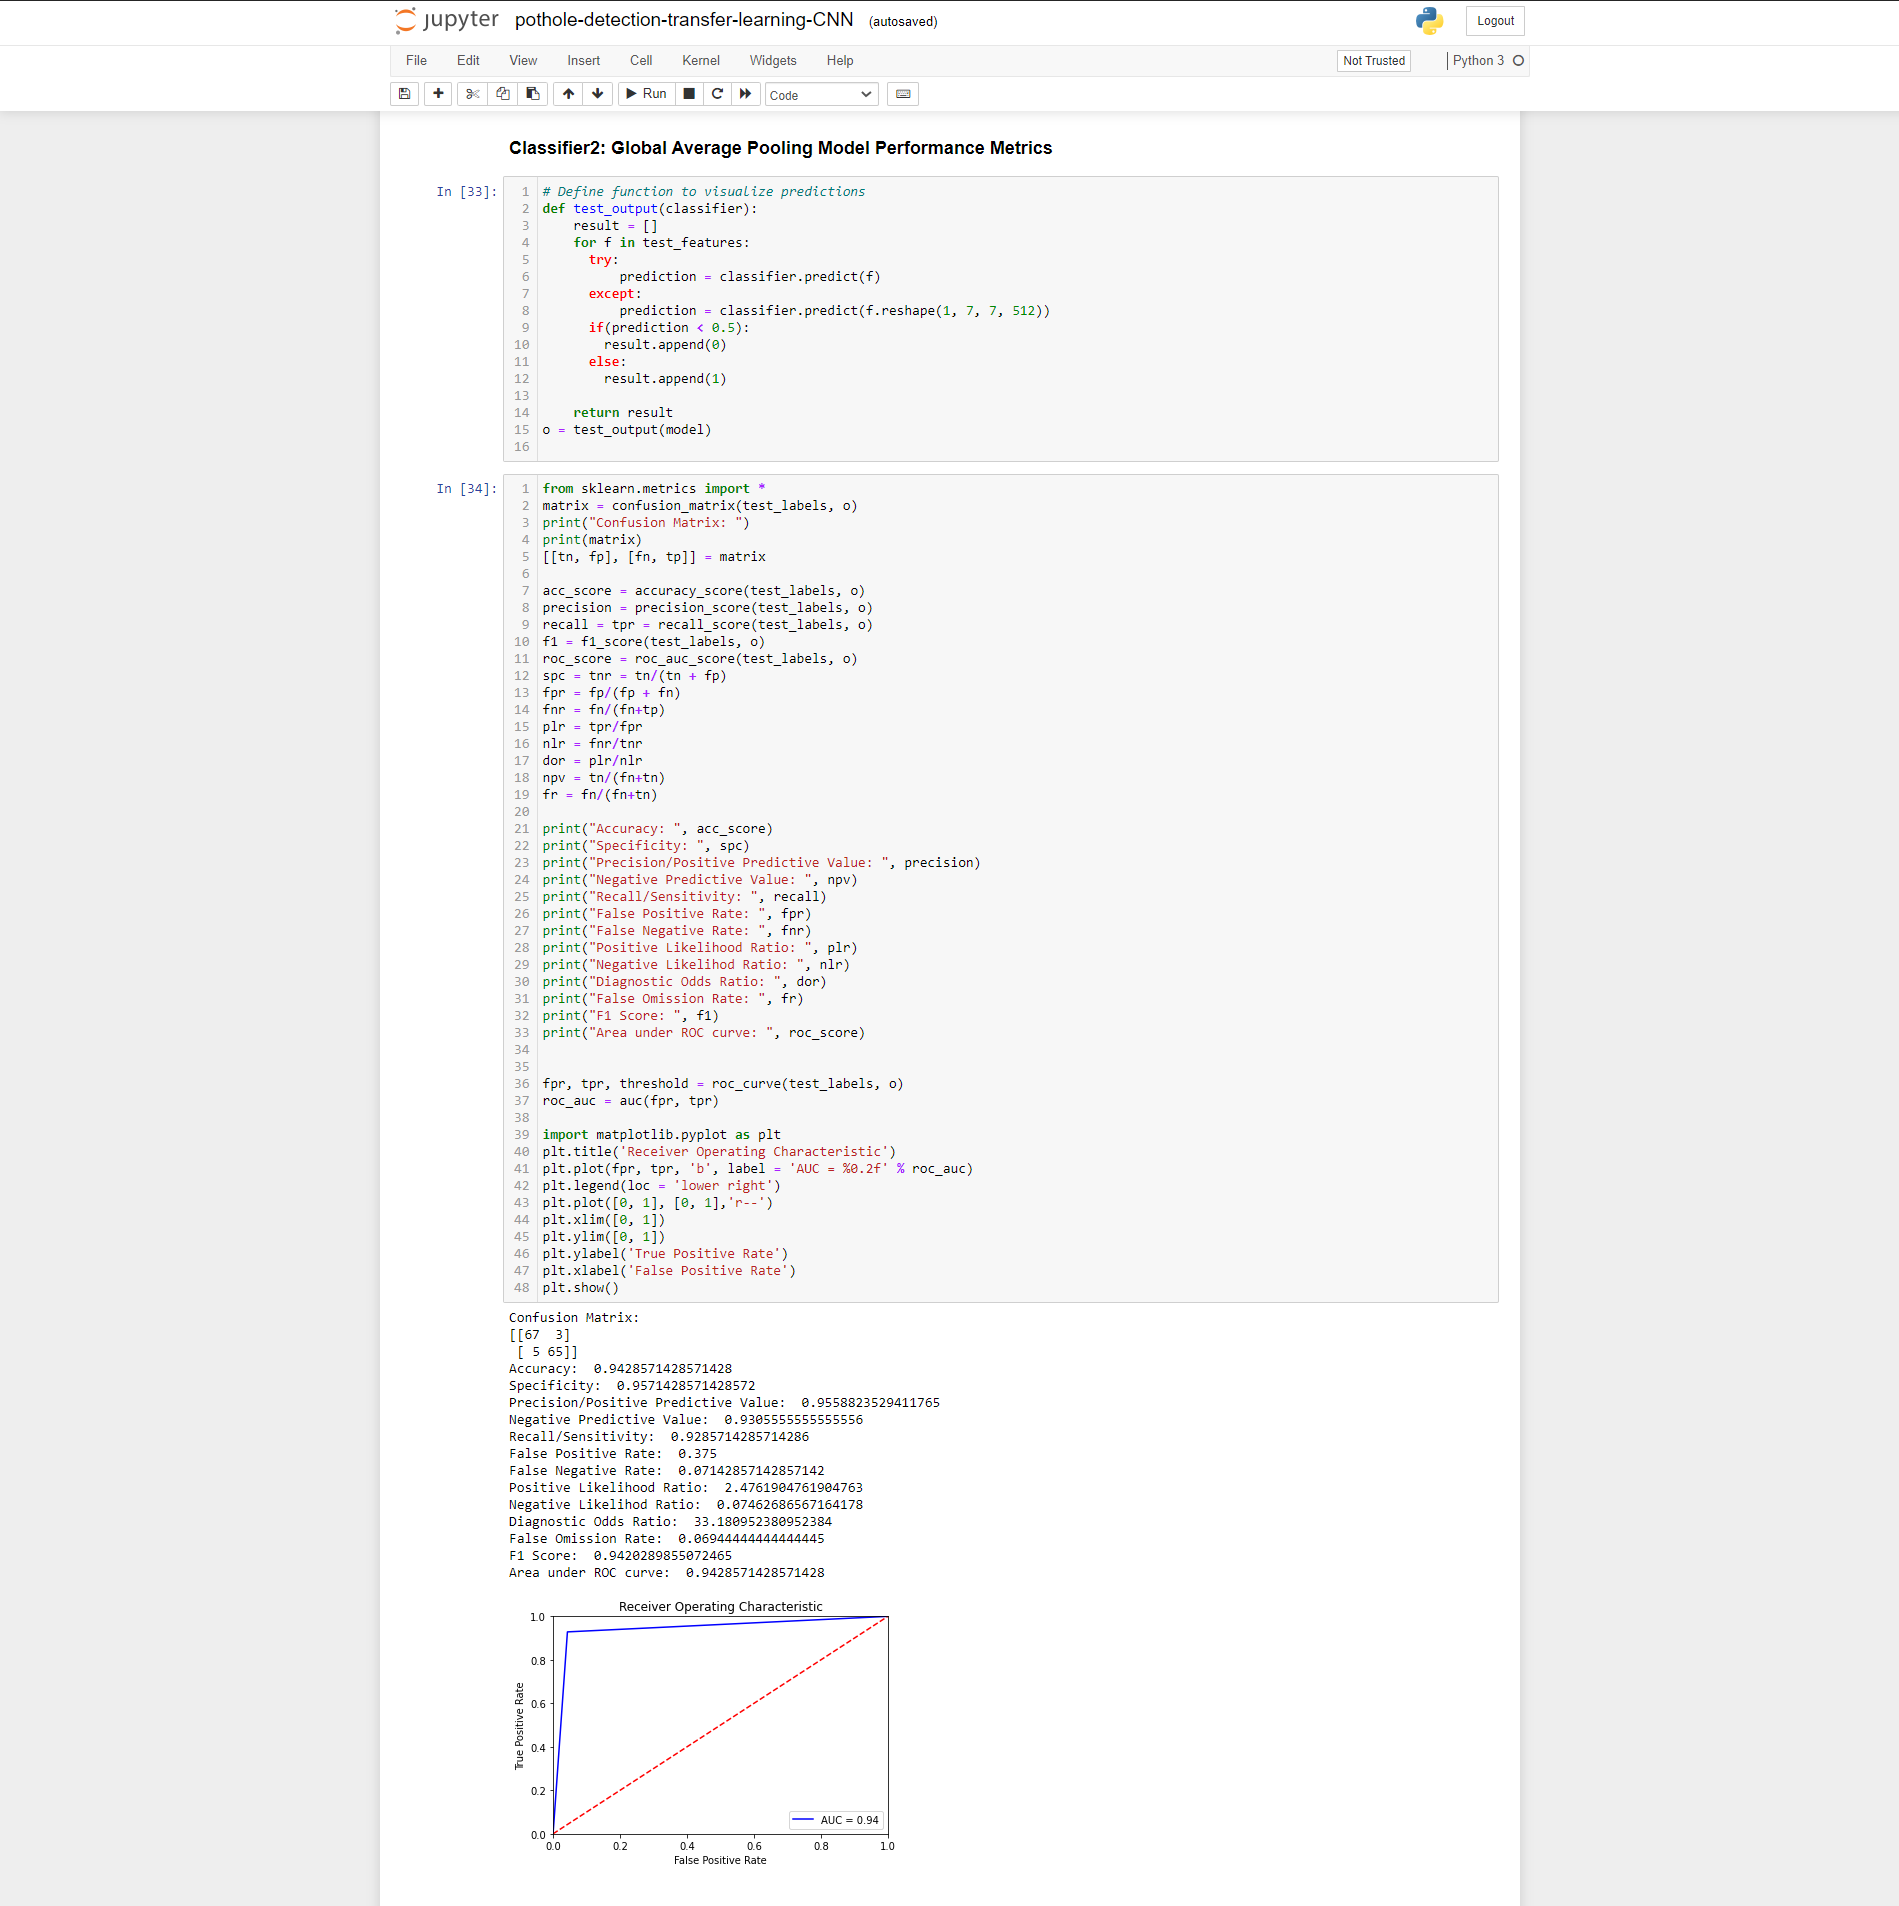 jupyter pothole-detection-transfer-learning-CNN (autosaved) Logout
File Edit View Insert Cell Kernel Widgets Help Not Trusted Python 3
Run Code
Classifier2: Global Average Pooling Model Performance Metrics
In [33]:
1 # Define function to visualize predictions
2 def test_output(classifier):
3     result = []
4     for f in test_features:
5       try:
6           prediction = classifier.predict(f)
7       except:
8           prediction = classifier.predict(f.reshape(1, 7, 7, 512))
9       if(prediction < 0.5):
10         result.append(0)
11       else:
12         result.append(1)
13
14     return result
15 o = test_output(model)
16
In [34]:
1 from sklearn.metrics import *
2 matrix = confusion_matrix(test_labels, o)
3 print("Confusion Matrix: ")
4 print(matrix)
5 [[tn, fp], [fn, tp]] = matrix
6
7 acc_score = accuracy_score(test_labels, o)
8 precision = precision_score(test_labels, o)
9 recall = tpr = recall_score(test_labels, o)
10 f1 = f1_score(test_labels, o)
11 roc_score = roc_auc_score(test_labels, o)
12 spc = tnr = tn/(tn + fp)
13 fpr = fp/(fp + fn)
14 fnr = fn/(fn+tp)
15 plr = tpr/fpr
16 nlr = fnr/tnr
17 dor = plr/nlr
18 npv = tn/(fn+tn)
19 fr = fn/(fn+tn)
20
21 print("Accuracy: ", acc_score)
22 print("Specificity: ", spc)
23 print("Precision/Positive Predictive Value: ", precision)
24 print("Negative Predictive Value: ", npv)
25 print("Recall/Sensitivity: ", recall)
26 print("False Positive Rate: ", fpr)
27 print("False Negative Rate: ", fnr)
28 print("Positive Likelihood Ratio: ", plr)
29 print("Negative Likelihod Ratio: ", nlr)
30 print("Diagnostic Odds Ratio: ", dor)
31 print("False Omission Rate: ", fr)
32 print("F1 Score: ", f1)
33 print("Area under ROC curve: ", roc_score)
34
35
36 fpr, tpr, threshold = roc_curve(test_labels, o)
37 roc_auc = auc(fpr, tpr)
38
39 import matplotlib.pyplot as plt
40 plt.title('Receiver Operating Characteristic')
41 plt.plot(fpr, tpr, 'b', label = 'AUC = %0.2f' % roc_auc)
42 plt.legend(loc = 'lower right')
43 plt.plot([0, 1], [0, 1],'r--')
44 plt.xlim([0, 1])
45 plt.ylim([0, 1])
46 plt.ylabel('True Positive Rate')
47 plt.xlabel('False Positive Rate')
48 plt.show()
Confusion Matrix:
[[67  3]
 [ 5 65]]
Accuracy:  0.9428571428571428
Specificity:  0.9571428571428572
Precision/Positive Predictive Value:  0.9558823529411765
Negative Predictive Value:  0.9305555555555556
Recall/Sensitivity:  0.9285714285714286
False Positive Rate:  0.375
False Negative Rate:  0.07142857142857142
Positive Likelihood Ratio:  2.4761904761904763
Negative Likelihod Ratio:  0.07462686567164178
Diagnostic Odds Ratio:  33.180952380952384
False Omission Rate:  0.06944444444444445
F1 Score:  0.9420289855072465
Area under ROC curve:  0.9428571428571428
Receiver Operating Characteristic
1.0
0.8
0.6
0.4
0.2
0.0
True Positive Rate
AUC = 0.94
0.0 0.2 0.4 0.6 0.8 1.0
False Positive Rate